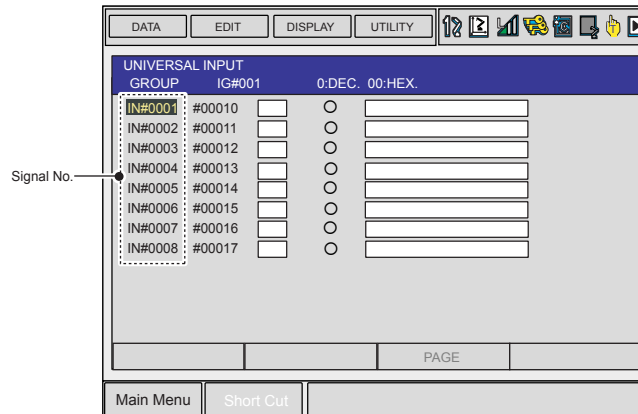 DATA EDIT DISPLAY UTILITY
UNIVERSAL INPUT
GROUP IG#001 0:DEC. 00:HEX.
IN#0001 #00010
IN#0002 #00011
IN#0003 #00012
IN#0004 #00013
IN#0005 #00014
IN#0006 #00015
IN#0007 #00016
IN#0008 #00017
Signal No.
PAGE
Main Menu Short Cut